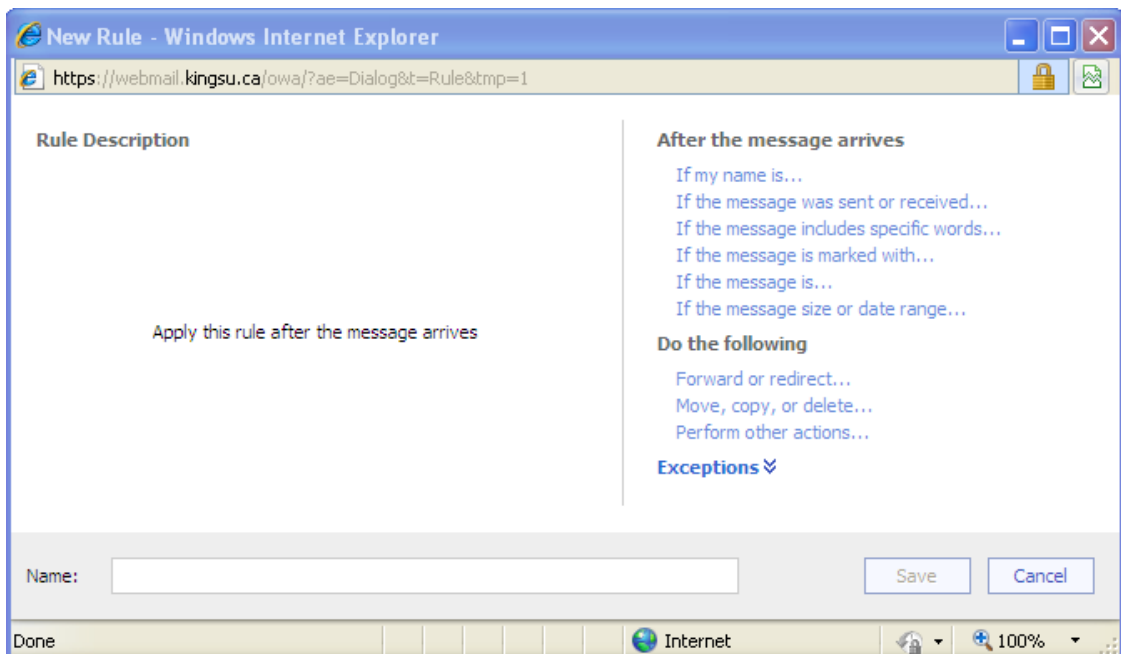 New Rule - Windows Internet Explorer
https://webmail.kingsu.ca/owa/?ae=Dialog&t=Rule&tmp=1
Rule Description
Apply this rule after the message arrives
After the message arrives
If my name is...
If the message was sent or received...
If the message includes specific words...
If the message is marked with...
If the message is...
If the message size or date range...
Do the following
Forward or redirect...
Move, copy, or delete...
Perform other actions...
Exceptions
Name:
Save
Cancel
Done
Internet
100%